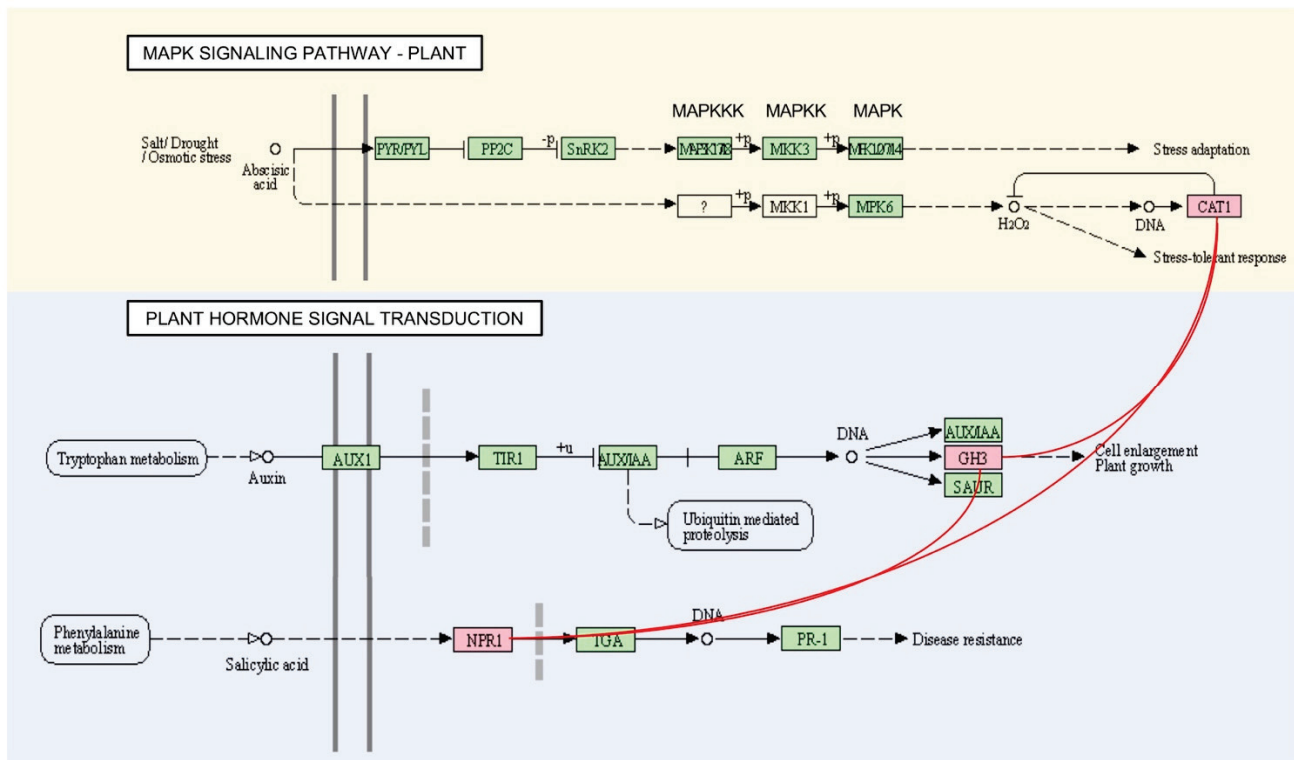 MAPK SIGNALING PATHWAY - PLANT
MAPKKK MAPKK MAPK
Salt/ Drought
/ Osmotic stress
Abscisic
acid
PYR/PYL
PP2C
-p
SnRK2
+p
MKK3
+p
Stress adaptation
?
+p
MKK1
+p
MPK6
H2O2
DNA
CAT1
Stress-tolerant response
PLANT HORMONE SIGNAL TRANSDUCTION
Tryptophan metabolism
Auxin
AUX1
TIR1
+u
AUX/IAA
ARF
DNA
AUX/IAA
GH3
SAUR
Cell enlargement
Plant growth
Ubiquitin mediated
proteolysis
Phenylalanine
metabolism
Salicylic acid
NPR1
TGA
DNA
PR-1
Disease resistance